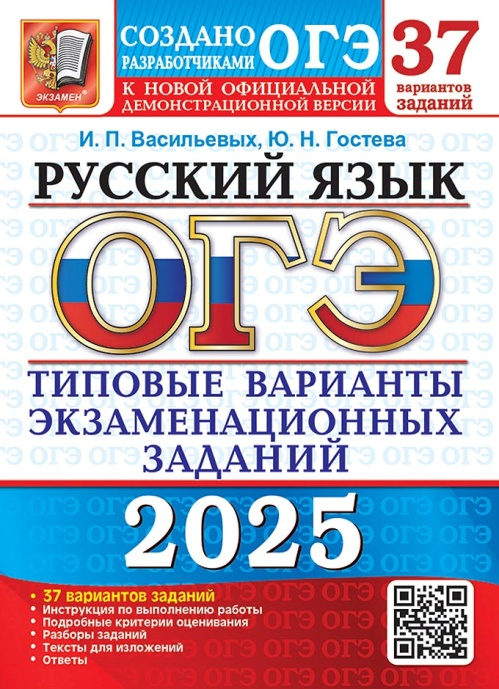 СОЗДАНО
РАЗРАБОТЧИКАМИ
ОГЭ
К НОВОЙ ОФИЦИАЛЬНОЙ
ДЕМОНСТРАЦИОННОЙ ВЕРСИИ
37
вариантов
заданий
ЭКЗАМЕН®
И. П. Васильевых, Ю. Н. Гостева
РУССКИЙ ЯЗЫК
ОГЭ
ТИПОВЫЕ ВАРИАНТЫ
ЭКЗАМЕНАЦИОННЫХ
ЗАДАНИЙ
2025
• 37 вариантов заданий
• Инструкция по выполнению работы
• Подробные критерии оценивания
• Разборы заданий
• Тексты для изложений
• Ответы